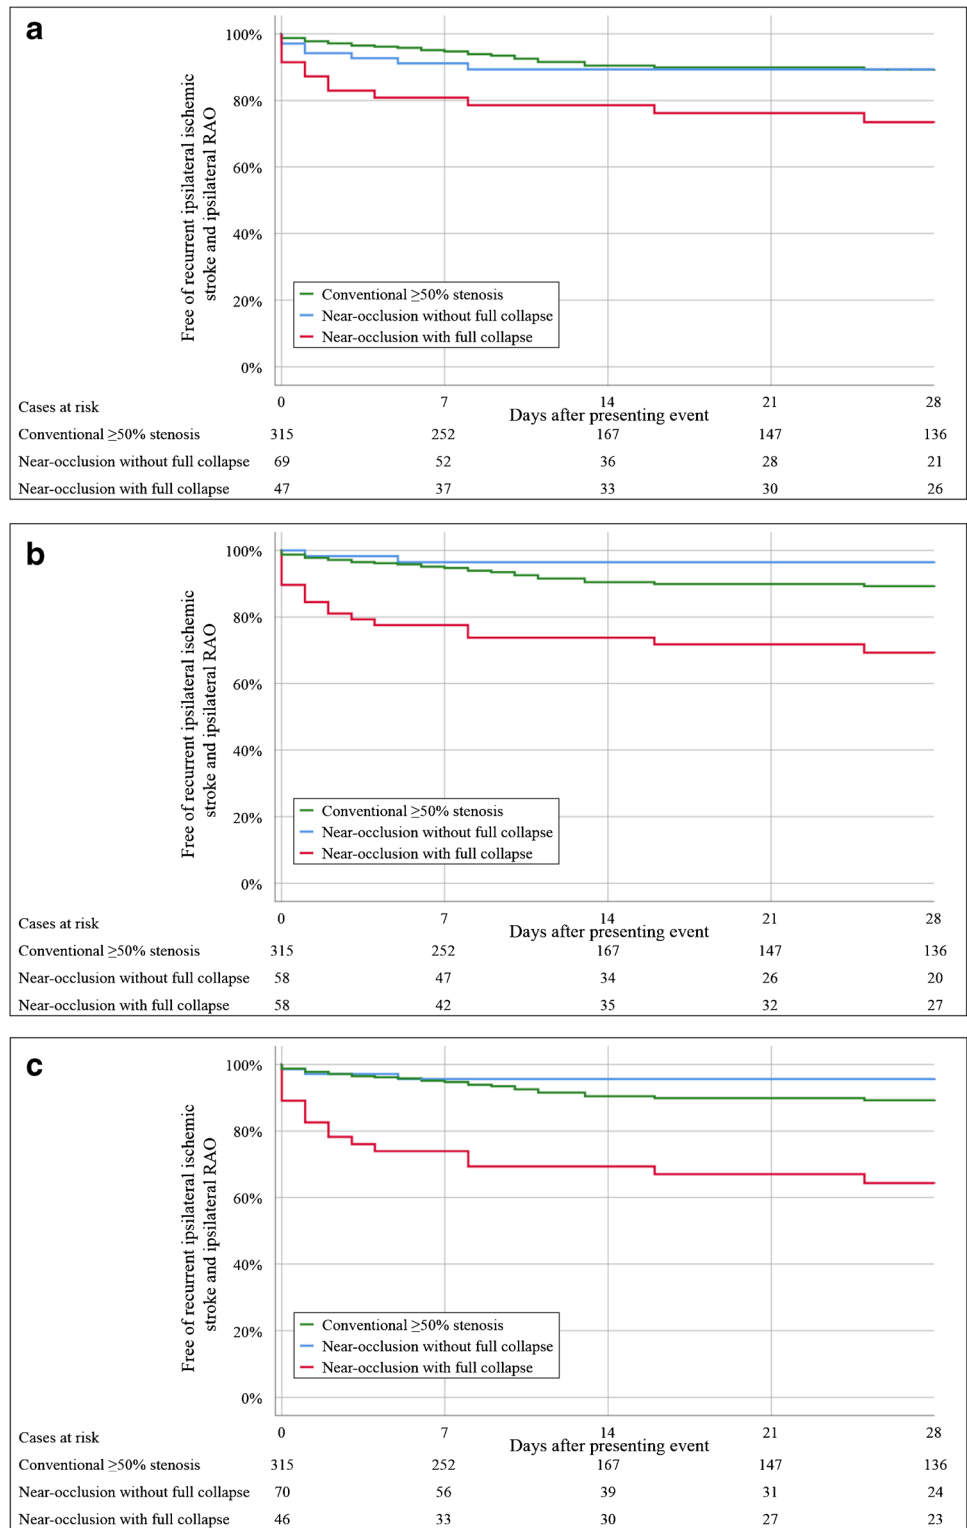 a
100%
80%
60%
40%
20%
0%
Free of recurrent ipsilateral ischemic
stroke and ipsilateral RAO
Conventional ≥50% stenosis
Near-occlusion without full collapse
Near-occlusion with full collapse
0 7 14 21 28
Days after presenting event
Cases at risk
Conventional ≥50% stenosis 315 252 167 147 136
Near-occlusion without full collapse 69 52 36 28 21
Near-occlusion with full collapse 47 37 33 30 26
b
100%
80%
60%
40%
20%
0%
Free of recurrent ipsilateral ischemic
stroke and ipsilateral RAO
Conventional ≥50% stenosis
Near-occlusion without full collapse
Near-occlusion with full collapse
0 7 14 21 28
Days after presenting event
Cases at risk
Conventional ≥50% stenosis 315 252 167 147 136
Near-occlusion without full collapse 58 47 34 26 20
Near-occlusion with full collapse 58 42 35 32 27
c
100%
80%
60%
40%
20%
0%
Free of recurrent ipsilateral ischemic
stroke and ipsilateral RAO
Conventional ≥50% stenosis
Near-occlusion without full collapse
Near-occlusion with full collapse
0 7 14 21 28
Days after presenting event
Cases at risk
Conventional ≥50% stenosis 315 252 167 147 136
Near-occlusion without full collapse 70 56 39 31 24
Near-occlusion with full collapse 46 33 30 27 23